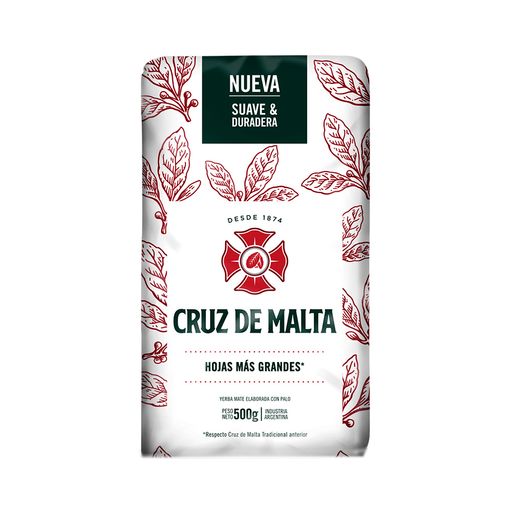 NUEVA
SUAVE &
DURADERA
DESDE 1874
CRUZ DE MALTA
HOJAS MÁS GRANDES*
YERBA MATE ELABORADA CON PALO
PESO
NETO 500g
INDUSTRIA
ARGENTINA
*Respecto Cruz de Malta Tradicional anterior